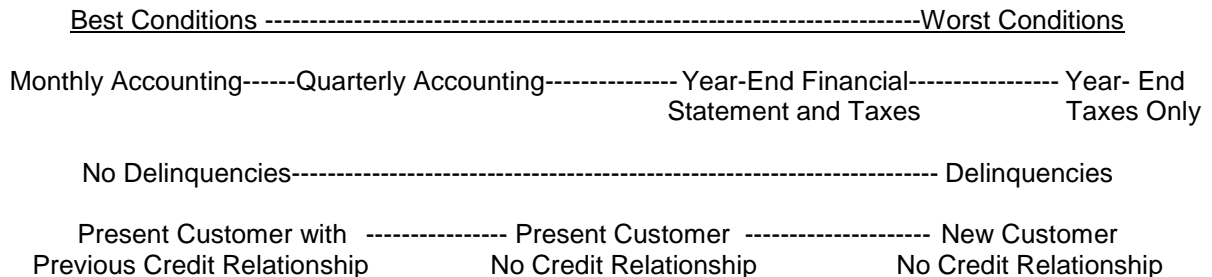 Best Conditions -------------------------------------------------------------------------Worst Conditions
Monthly Accounting------Quarterly Accounting--------------- Year-End Financial----------------- Year- End
Statement and Taxes Taxes Only
No Delinquencies------------------------------------------------------------------------- Delinquencies
Present Customer with ---------------- Present Customer --------------------- New Customer
Previous Credit Relationship No Credit Relationship No Credit Relationship